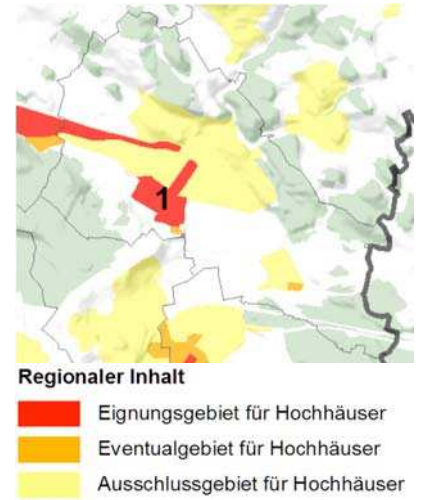 1
Regionaler Inhalt
Eignungsgebiet für Hochhäuser
Eventualgebiet für Hochhäuser
Ausschlussgebiet für Hochhäuser